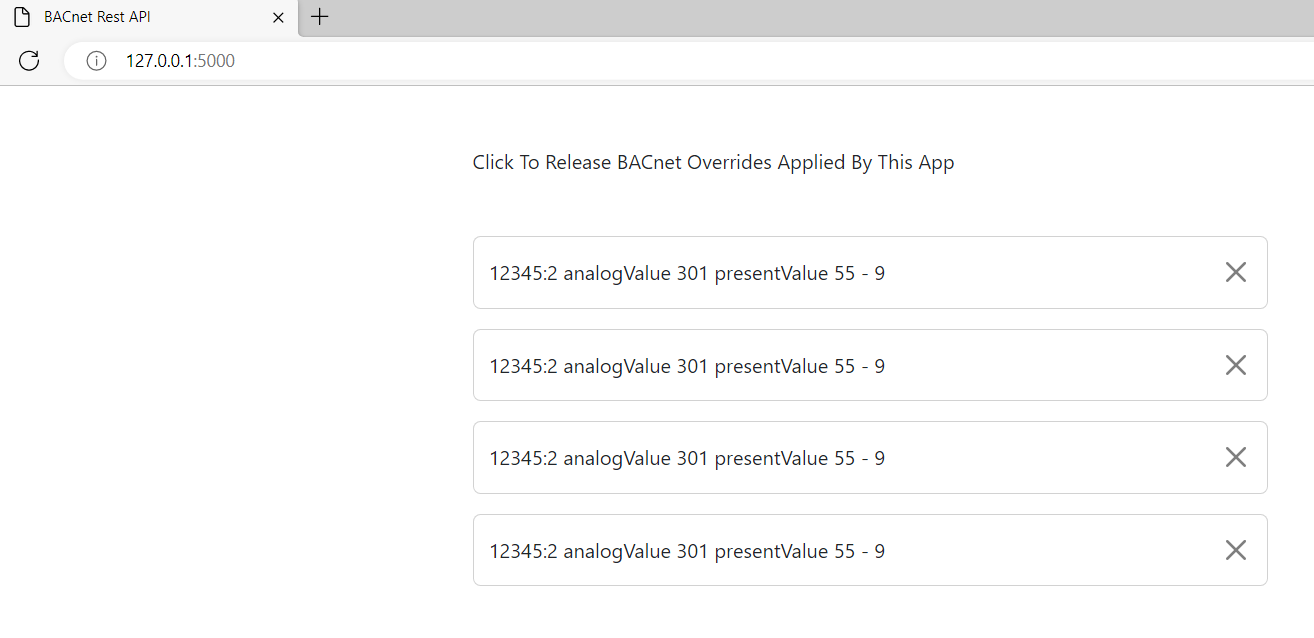 BACnet Rest API
127.0.0.1:5000
Click To Release BACnet Overrides Applied By This App
12345:2 analogValue 301 presentValue 55 - 9
12345:2 analogValue 301 presentValue 55 - 9
12345:2 analogValue 301 presentValue 55 - 9
12345:2 analogValue 301 presentValue 55 - 9